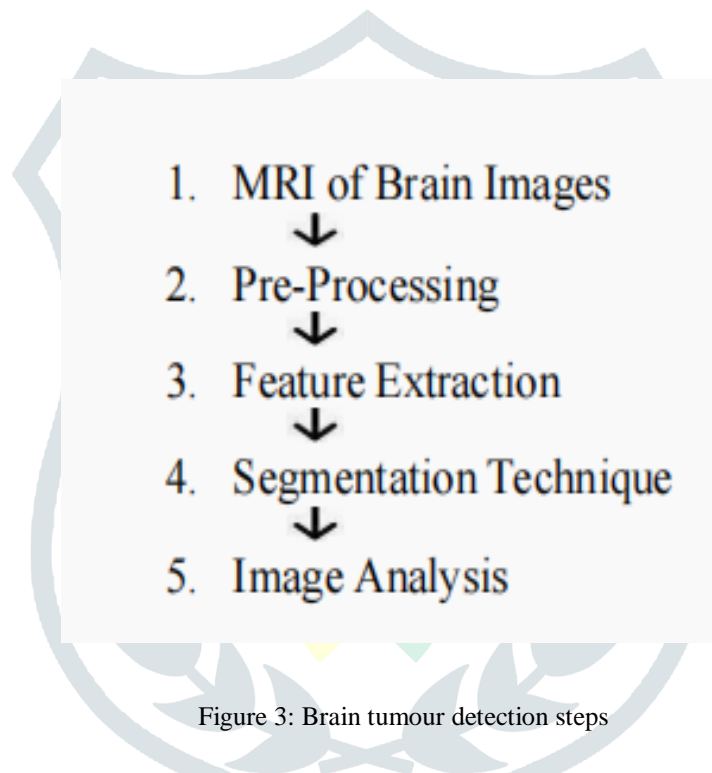 1. MRI of Brain Images
2. Pre-Processing
3. Feature Extraction
4. Segmentation Technique
5. Image Analysis
Figure 3: Brain tumour detection steps